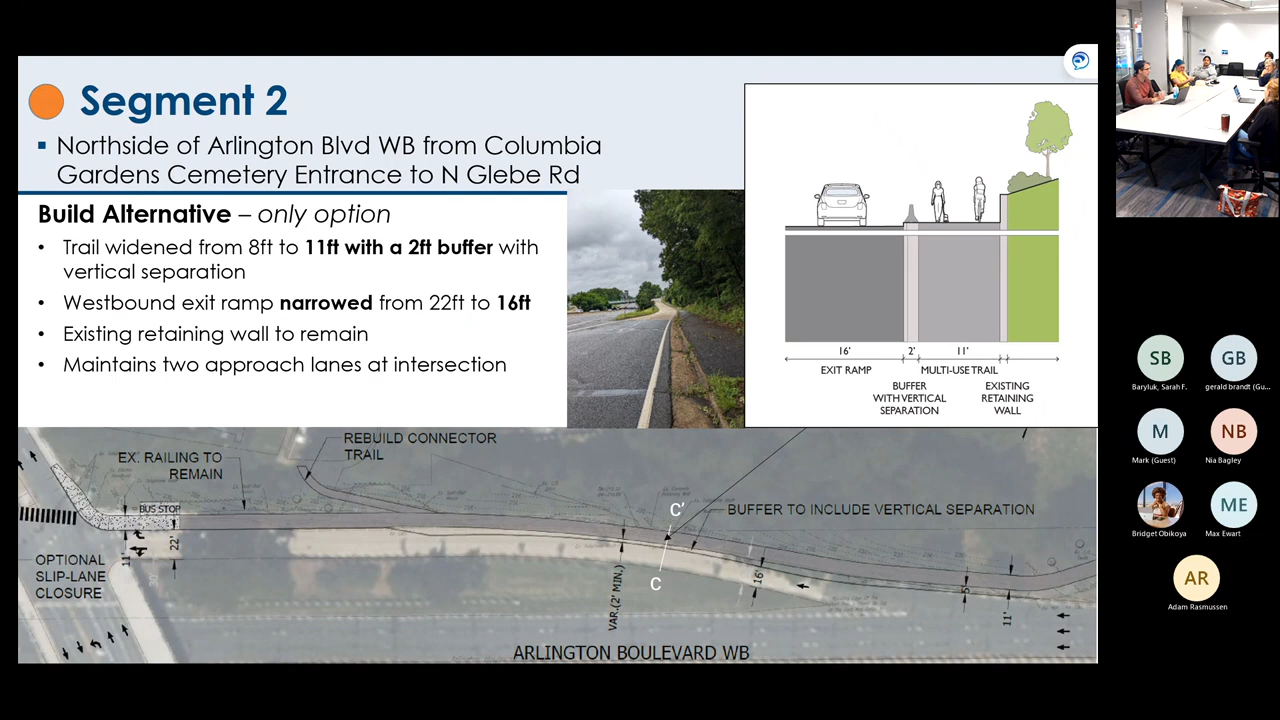 Segment 2
Northside of Arlington Blvd WB from Columbia
Gardens Cemetery Entrance to N Glebe Rd
Build Alternative – only option
• Trail widened from 8ft to 11ft with a 2ft buffer with
vertical separation
• Westbound exit ramp narrowed from 22ft to 16ft
• Existing retaining wall to remain
• Maintains two approach lanes at intersection
16'
2'
11'
EXIT RAMP
MULTI-USE TRAIL
BUFFER
WITH VERTICAL
SEPARATION
EXISTING
RETAINING
WALL
REBUILD CONNECTOR
TRAIL
EX. RAILING TO
REMAIN
BUS STOP
C'
BUFFER TO INCLUDE VERTICAL SEPARATION
11'
22'
OPTIONAL
SLIP-LANE
CLOSURE
C
VAR.(2' MIN.)
16'
5'
11'
ARLINGTON BOULEVARD WB
SB
Baryluk, Sarah F.
GB
gerald brandt (Gu...
M
Mark (Guest)
NB
Nia Bagley
Bridget Obikoya
ME
Max Ewart
AR
Adam Rasmussen